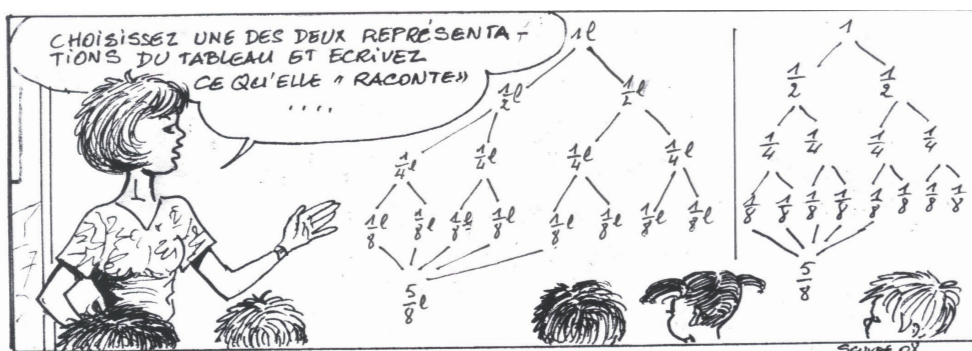 CHOISISSEZ UNE DES DEUX REPRÉSENTA-
TIONS DU TABLEAU ET ECRIVEZ
CE QU'ELLE « RACONTE»
....
1l
1/2 l 1/2 l
1/4 l 1/4 l 1/4 l 1/4 l
1/8 l 1/8 l 1/8 l 1/8 l 1/8 l 1/8 l 1/8 l 1/8 l
5/8 l
1
1/2 1/2
1/4 1/4 1/4 1/4
1/8 1/8 1/8 1/8 1/8 1/8 1/8 1/8
5/8